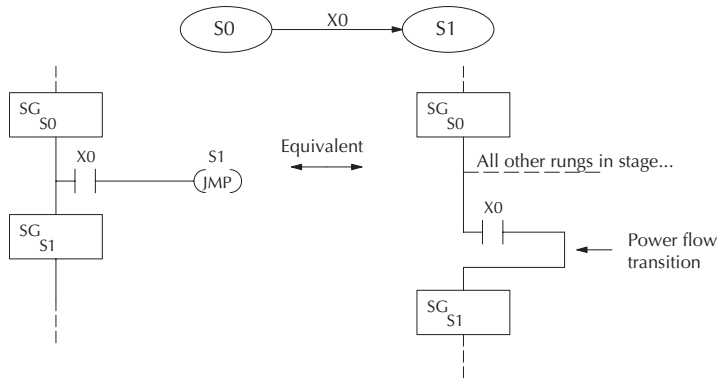 S0 X0 S1
SG
S0
X0 S1
JMP
SG
S1
Equivalent
SG
S0
All other rungs in stage...
X0
Power flow
transition
SG
S1